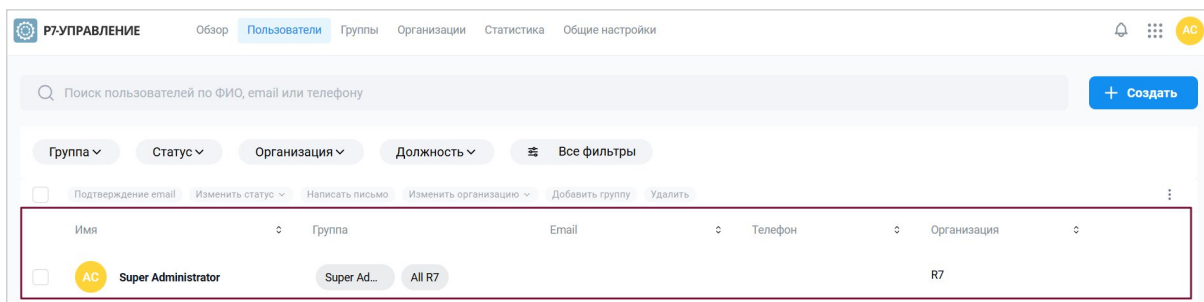 Р7-УПРАВЛЕНИЕ Обзор Пользователи Группы Организации Статистика Общие настройки АС
Поиск пользователей по ФИО, email или телефону + Создать
Группа Статус Организация Должность Все фильтры
Подтверждение email Изменить статус Написать письмо Изменить организацию Добавить группу Удалить
Имя Группа Email Телефон Организация
АС Super Administrator Super Ad... All R7 R7